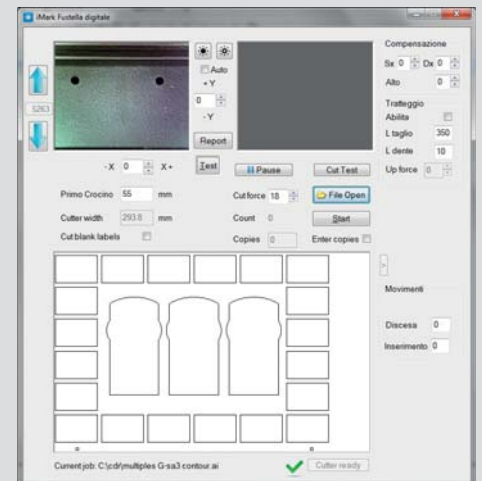 iMark Fustella digitale
Compensazione
Sx 0 Dx 0
Alto 0
Auto
+ Y
0
- Y
5263
Tratteggio
Abilita
L taglio 350
L dente 10
Up force 0
Report
- X 0 X +
Test
Pause
Cut Test
Primo Crocino 55 mm
Cut force 18
File Open
Cutter width 293.8 mm
Count 0
Start
Cut blank labels
Copies 0
Enter copies
>
Movimenti
Discesa 0
Inserimento 0
Current job: C:\cdr\multiples G-sa3 contour.ai
Cutter ready